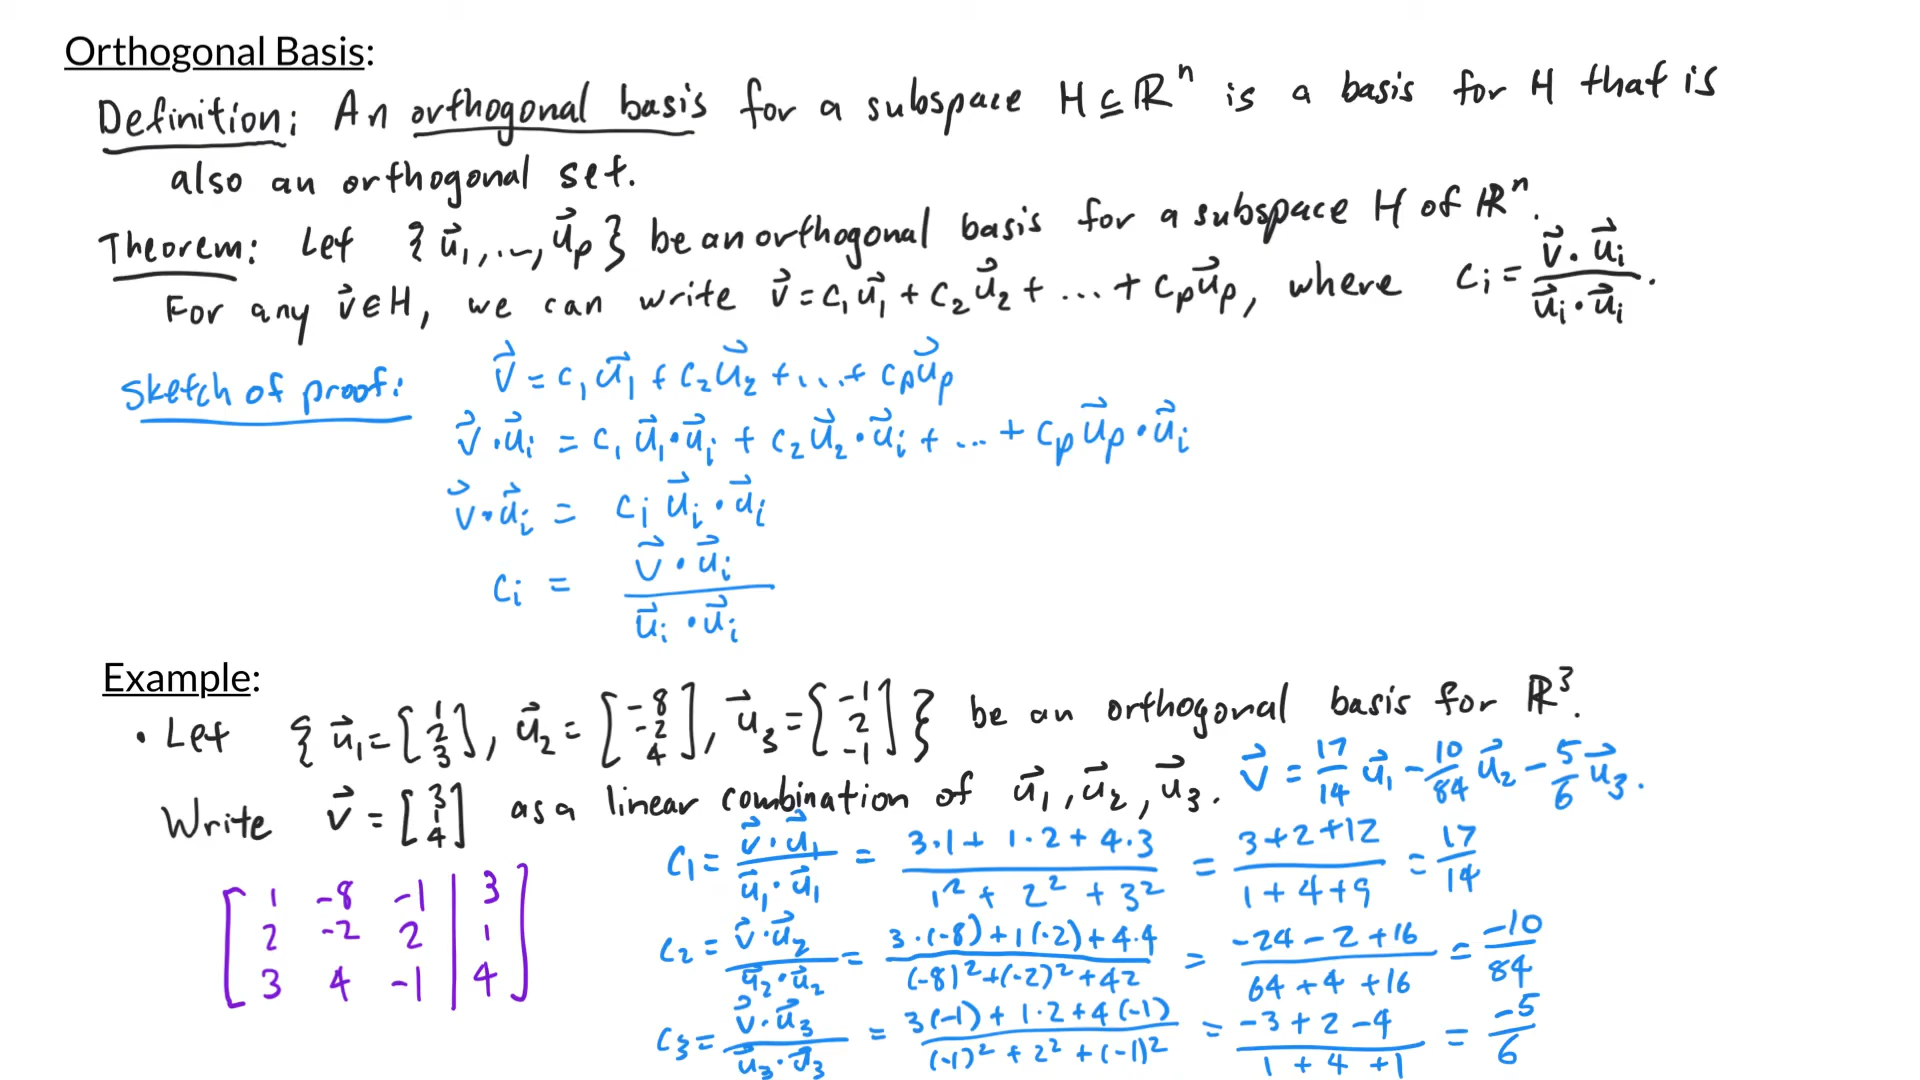 Orthogonal Basis:
Definition: An orthogonal basis for a subspace H ⊆ ℝⁿ is a basis for H that is
also an orthogonal set.
Theorem: Let {u⃗₁, ..., u⃗ₚ} be an orthogonal basis for a subspace H of ℝⁿ.
For any v⃗ ∈ H, we can write v⃗ = c₁u⃗₁ + c₂u⃗₂ + ... + cₚu⃗ₚ, where cᵢ = (v⃗ · u⃗ᵢ)/(u⃗ᵢ · u⃗ᵢ).
Sketch of proof: v⃗ = c₁u⃗₁ + c₂u⃗₂ + ... + cₚu⃗ₚ
v⃗ · u⃗ᵢ = c₁u⃗₁ · u⃗ᵢ + c₂u⃗₂ · u⃗ᵢ + ... + cₚu⃗ₚ · u⃗ᵢ
v⃗ · u⃗ᵢ = cᵢu⃗ᵢ · u⃗ᵢ
cᵢ = (v⃗ · u⃗ᵢ)/(u⃗ᵢ · u⃗ᵢ)
Example:
• Let {u⃗₁ = [1 2 3], u⃗₂ = [-8 -2 4], u⃗₃ = [-1 2 -1]} be an orthogonal basis for ℝ³.
Write v⃗ = [3 1 4] as a linear combination of u⃗₁, u⃗₂, u⃗₃. v⃗ = 17/14 u⃗₁ - 10/84 u⃗₂ - 5/6 u⃗₃.
[1 -8 -1 | 3
2 -2 2 | 1
3 4 -1 | 4]
c₁ = (v⃗ · u⃗₁)/(u⃗₁ · u⃗₁) = (3·1 + 1·2 + 4·3)/(1² + 2² + 3²) = (3+2+12)/(1+4+9) = 17/14
c₂ = (v⃗ · u⃗₂)/(u⃗₂ · u⃗₂) = (3·(-8)+1(-2)+4·4)/((-8)²+(-2)²+42) = (-24-2+16)/(64+4+16) = -10/84
c₃ = (v⃗ · u⃗₃)/(u⃗₃ · u⃗₃) = (3(-1)+1·2+4(-1))/((-1)²+2²+(-1)²) = (-3+2-4)/(1+4+1) = -5/6